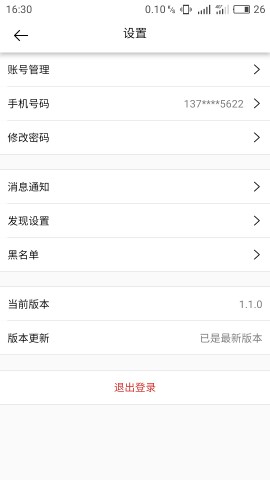 16:30 0.10 K/s 4G 26
设置
账号管理
手机号码 137****5622
修改密码
消息通知
发现设置
黑名单
当前版本 1.1.0
版本更新 已是最新版本
退出登录